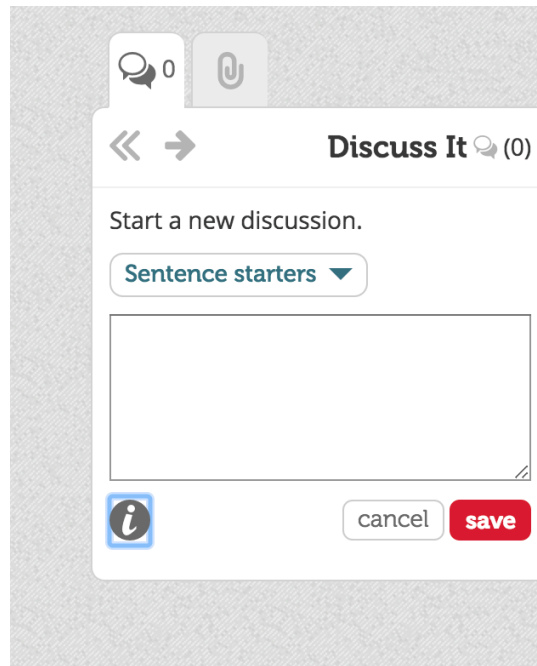 0
Discuss It (0)
Start a new discussion.
Sentence starters
i
cancel save